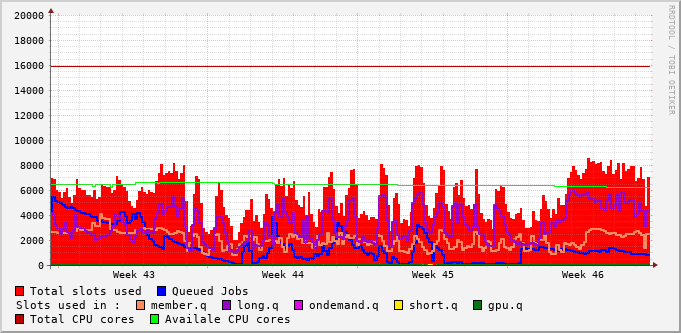 20000
18000
16000
14000
12000
10000
8000
6000
4000
2000
0
Week 43 Week 44 Week 45 Week 46
RRDTOOL / TOBI OETIKER
Total slots used Queued Jobs
Slots used in : member.q long.q ondemand.q short.q gpu.q
Total CPU cores Availale CPU cores